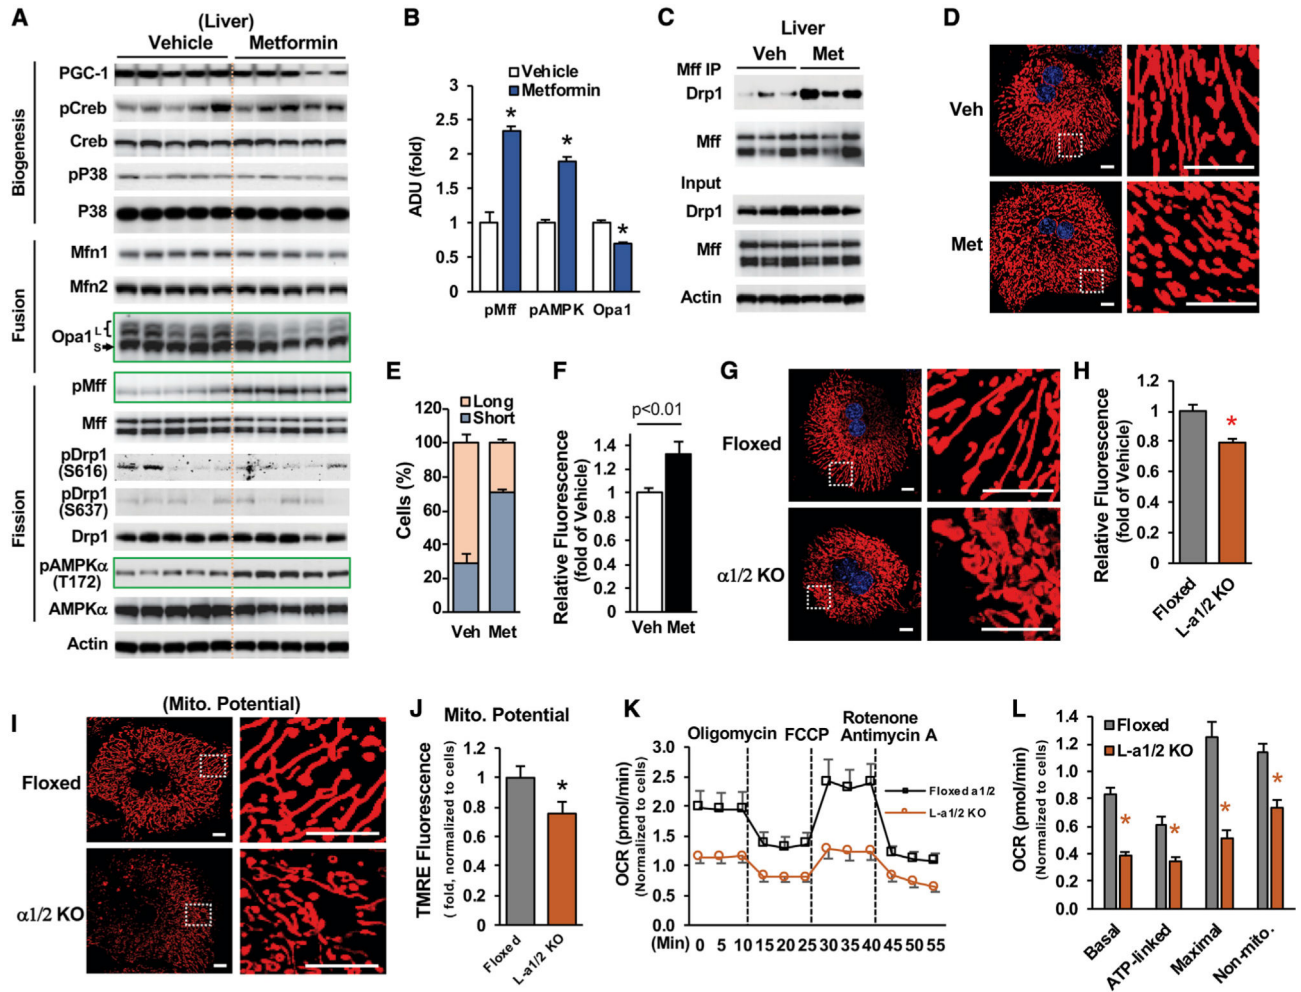 A
(Liver)
Vehicle Metformin
Biogenesis
PGC-1
pCreb
Creb
pP38
P38
Fusion
Mfn1
Mfn2
Opa1 L{
S
Fission
pMff
Mff
pDrp1
(S616)
pDrp1
(S637)
Drp1
pAMPKα
(T172)
AMPKα
Actin
B
Vehicle
Metformin
ADU (fold)
3
2.5
2
1.5
1
0.5
0
*
*
*
pMff pAMPK Opa1
C
Liver
Veh Met
Mff IP
Drp1
Mff
Input
Drp1
Mff
Actin
D
Veh
Met
E
Long
Short
Cells (%)
120
100
80
60
40
20
0
Veh Met
F
p<0.01
Relative Fluorescence
(fold of Vehicle)
1.4
1.2
1
0.8
0.6
0.4
0.2
0
Veh Met
G
Floxed
α1/2 KO
H
Relative Fluorescence
(fold of Vehicle)
1.2
1
0.8
0.6
0.4
0.2
0
*
Floxed
L-a1/2 KO
I
(Mito. Potential)
Floxed
α1/2 KO
J
Mito. Potential
TMRE Fluorescence
( fold, normalized to cells)
1.2
1
0.8
0.6
0.4
0.2
0
*
Floxed
L-a1/2 KO
K
Oligomycin FCCP Rotenone
Antimycin A
OCR (pmol/min)
(Normalized to cells)
3.0
2.5
2.0
1.5
1.0
0.5
0.0
Floxed a1/2
L-a1/2 KO
(Min) 0 5 10 15 20 25 30 35 40 45 50 55
L
OCR (pmol/min)
(Normalized to cells)
1.4
1.2
1.0
0.8
0.6
0.4
0.2
0.0
Floxed
L-a1/2 KO
*
*
*
*
Basal
ATP-linked
Maximal
Non-mito.